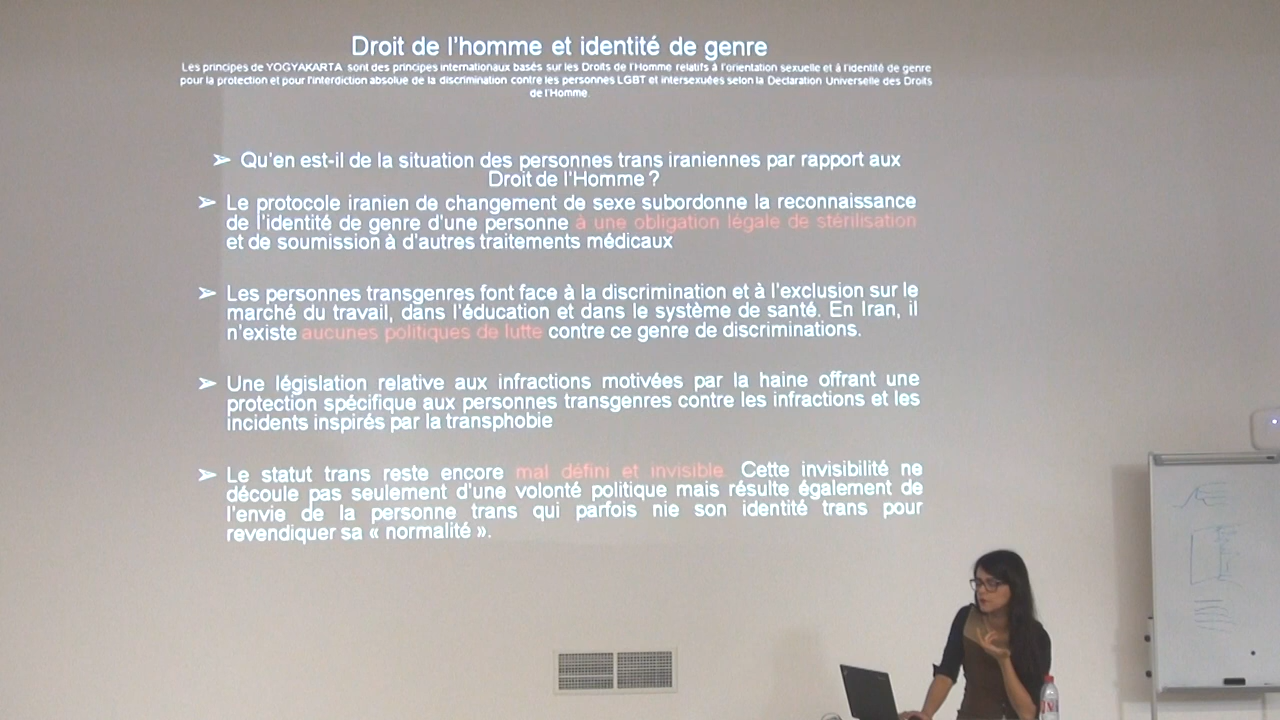 Droit de l'homme et identité de genre
Les principes de YOGYAKARTA sont des principes internationaux basés sur les Droits de l'Homme relatifs à l'orientation sexuelle et à l'identité de genre
pour la protection et pour l'interdiction absolue de la discrimination contre les personnes LGBT et intersexuées selon la Declaration Universelle des Droits
de l'Homme.
➢ Qu'en est-il de la situation des personnes trans iraniennes par rapport aux
Droit de l'Homme ?
➢ Le protocole iranien de changement de sexe subordonne la reconnaissance
de l'identité de genre d'une personne à une obligation légale de stérilisation
et de soumission à d'autres traitements médicaux
➢ Les personnes transgenres font face à la discrimination et à l'exclusion sur le
marché du travail, dans l'éducation et dans le système de santé. En Iran, il
n'existe aucunes politiques de lutte contre ce genre de discriminations.
➢ Une législation relative aux infractions motivées par la haine offrant une
protection spécifique aux personnes transgenres contre les infractions et les
incidents inspirés par la transphobie
➢ Le statut trans reste encore mal défini et invisible. Cette invisibilité ne
découle pas seulement d'une volonté politique mais résulte également de
l'envie de la personne trans qui parfois nie son identité trans pour
revendiquer sa « normalité ».